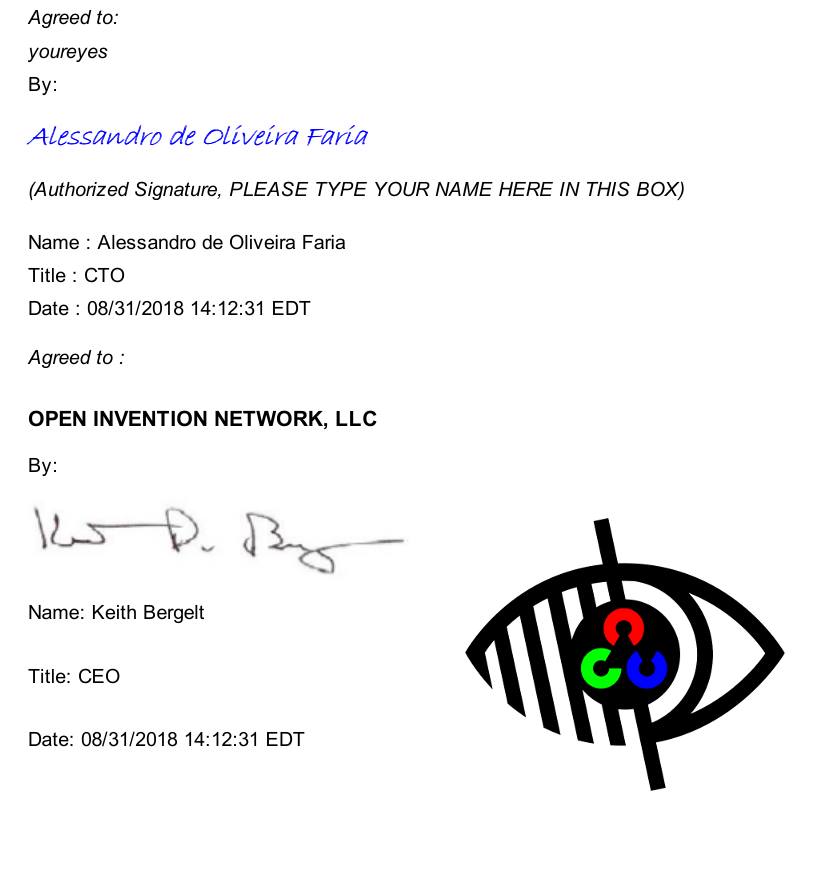 Agreed to:
youreyes
By:
Alessandro de Oliveira Faria
(Authorized Signature, PLEASE TYPE YOUR NAME HERE IN THIS BOX)
Name : Alessandro de Oliveira Faria
Title : CTO
Date : 08/31/2018 14:12:31 EDT
Agreed to :
OPEN INVENTION NETWORK, LLC
By:
Name: Keith Bergelt
Title: CEO
Date: 08/31/2018 14:12:31 EDT